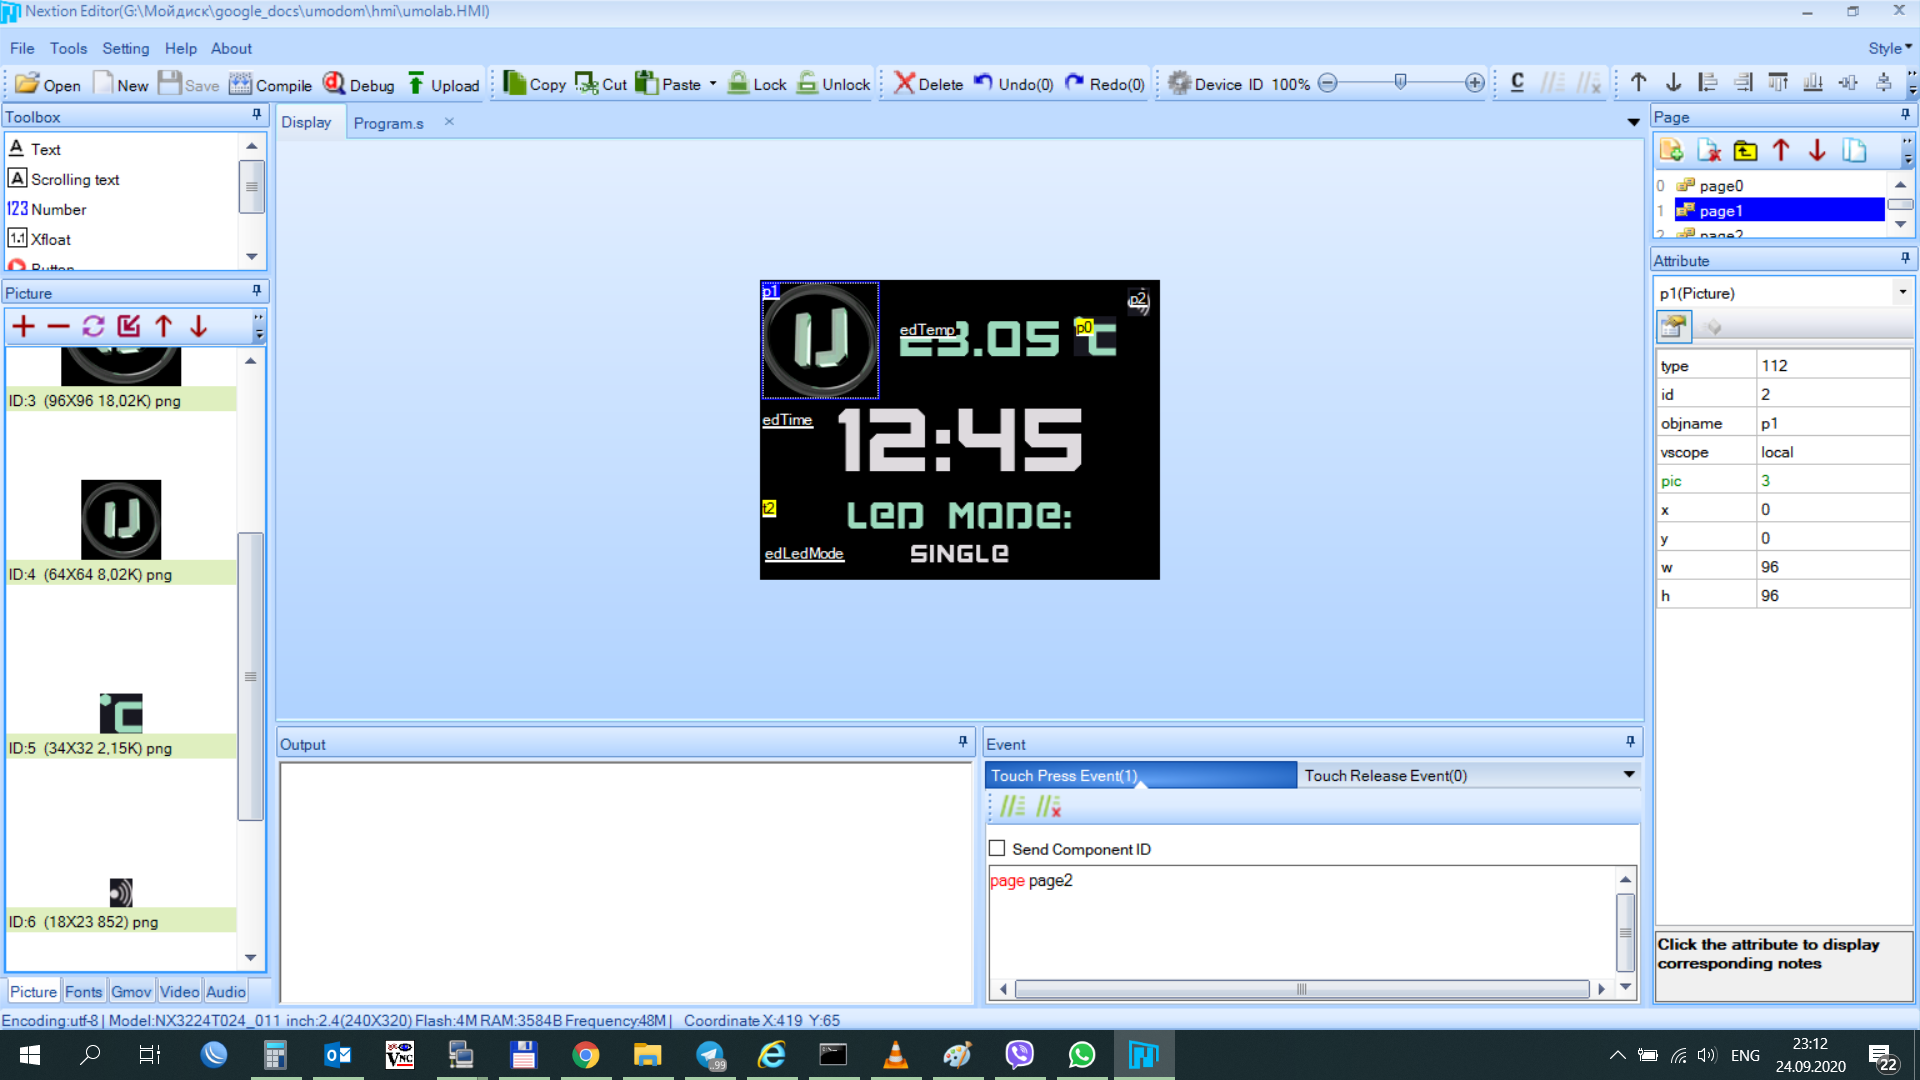 Nextion Editor(G:\Мойдиск\google_docs\umodom\hmi\umolab.HMI)
File Tools Setting Help About
Style
Open New Save Compile Debug Upload Copy Cut Paste Lock Unlock Delete Undo(0) Redo(0) Device ID 100% C
Toolbox
Text
Scrolling text
123 Number
1.1 Xfloat
Button
Picture
ID:3 (96X96 18,02K) png
ID:4 (64X64 8,02K) png
ID:5 (34X32 2,15K) png
ID:6 (18X23 852) png
Picture Fonts Gmov Video Audio
Display Program.s
p1
p2
edTemp 23.05 p0 °C
edTime 12:45
t2 LED MODE:
edLedMode SINGLE
Output
Event
Touch Press Event(1) Touch Release Event(0)
Send Component ID
page page2
Page
0 page0
1 page1
2 page2
Attribute
p1(Picture)
type 112
id 2
objname p1
vscope local
pic 3
x 0
y 0
w 96
h 96
Click the attribute to display
corresponding notes
Encoding:utf-8 | Model:NX3224T024_011 inch:2.4(240X320) Flash:4M RAM:3584B Frequency:48M | Coordinate X:419 Y:65
VNC
99
ENG
23:12
24.09.2020
22